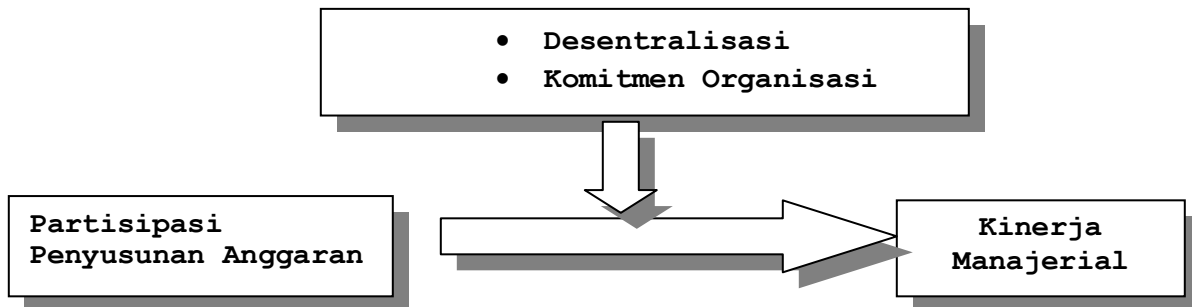 • Desentralisasi
• Komitmen Organisasi
Partisipasi
Penyusunan Anggaran
Kinerja
Manajerial